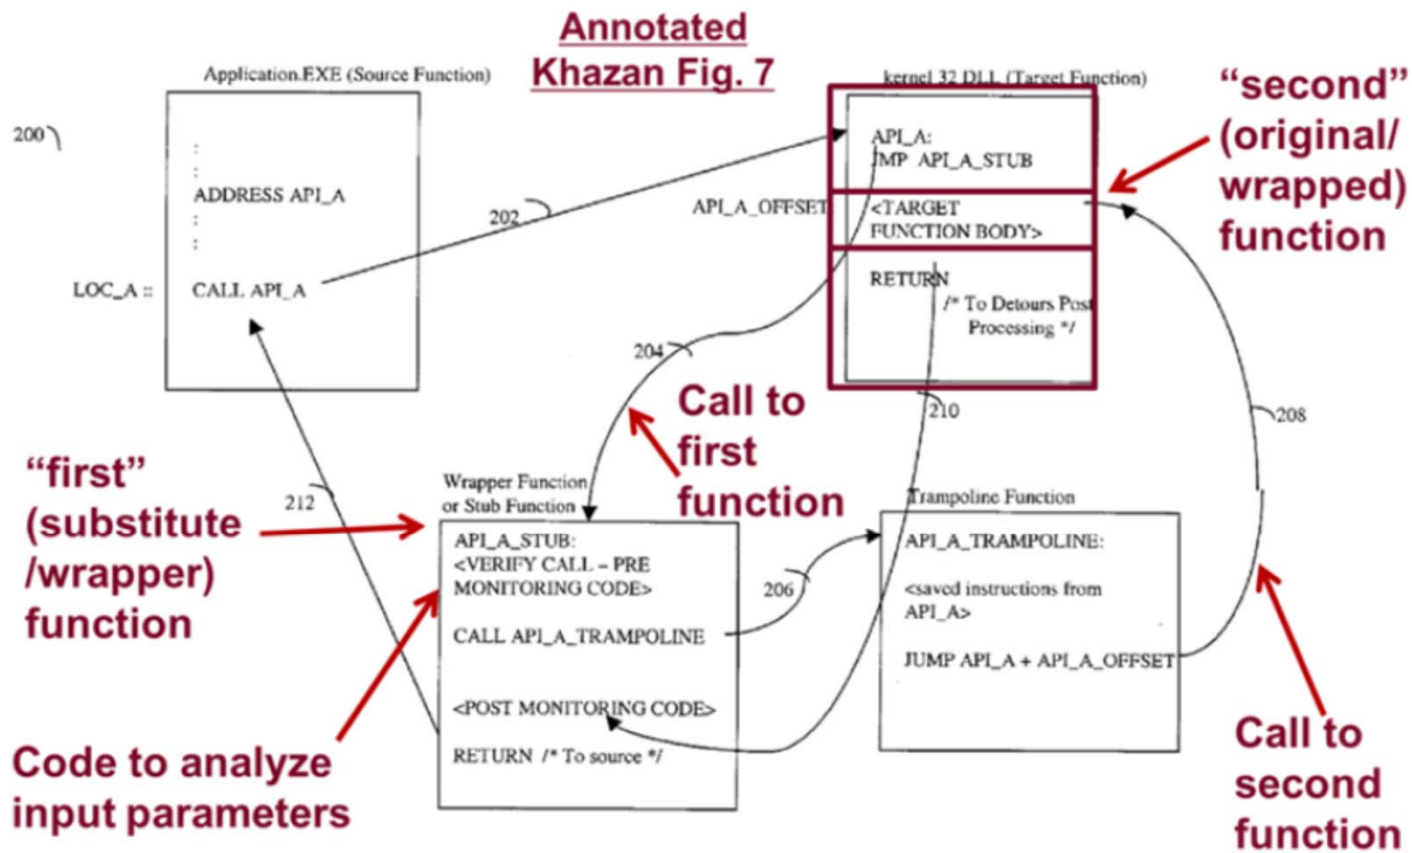 Annotated
Khazan Fig. 7
Application.EXE (Source Function)
200
:
:
ADDRESS API_A
:
:
LOC_A ::
CALL API_A
202
kernel 32 DLL (Target Function)
API_A:
JMP API_A_STUB
API_A_OFFSET
<TARGET
FUNCTION BODY>
RETURN
/* To Detours Post
Processing */
“second”
(original/
wrapped)
function
204
210
208
Call to
first
function
“first”
(substitute
/wrapper)
function
212
Wrapper Function
or Stub Function
API_A_STUB:
<VERIFY CALL – PRE
MONITORING CODE>
CALL API_A_TRAMPOLINE
<POST MONITORING CODE>
RETURN /* To source */
206
Trampoline Function
API_A_TRAMPOLINE:
<saved instructions from
API_A>
JUMP API_A + API_A_OFFSET
Code to analyze
input parameters
Call to
second
function